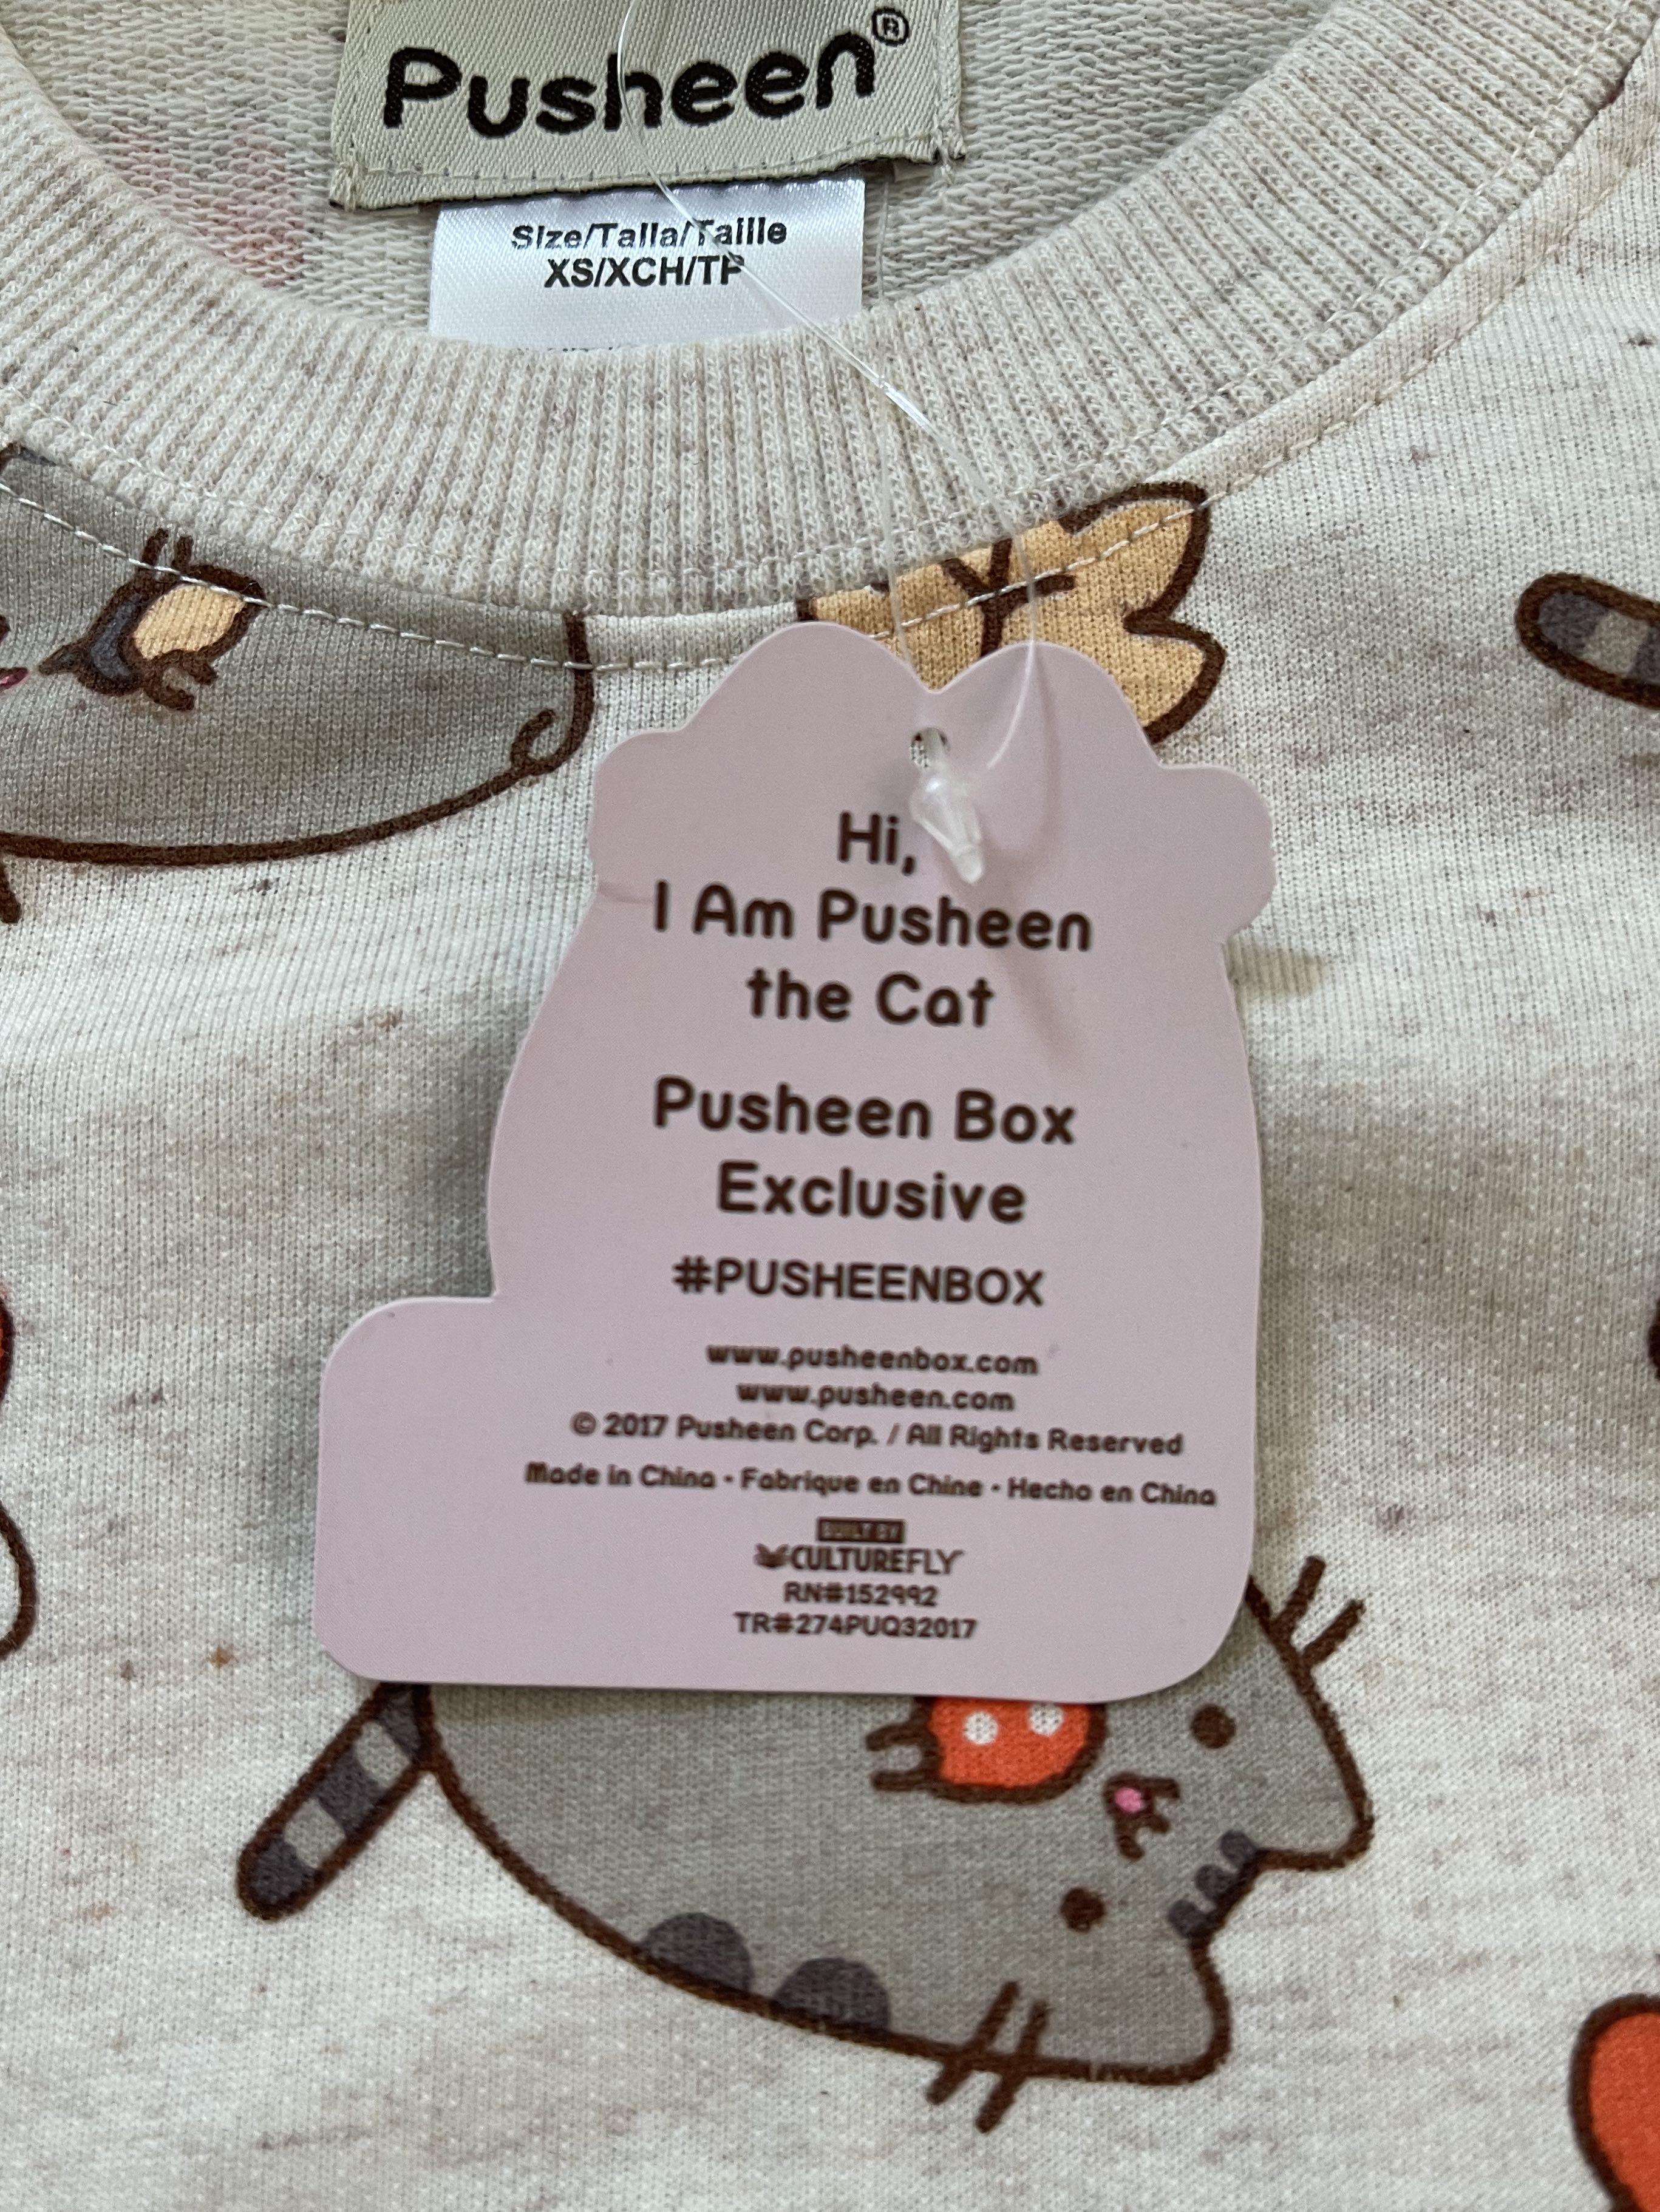 Pusheen®
Size/Talla/Taille
XS/XCH/TP
Hi,
I Am Pusheen
the Cat
Pusheen Box
Exclusive
#PUSHEENBOX
www.pusheenbox.com
www.pusheen.com
© 2017 Pusheen Corp. / All Rights Reserved
Made in China • Fabrique en Chine • Hecho en China
BUILT BY
CULTUREFLY
RN#152992
TR#274PUQ32017